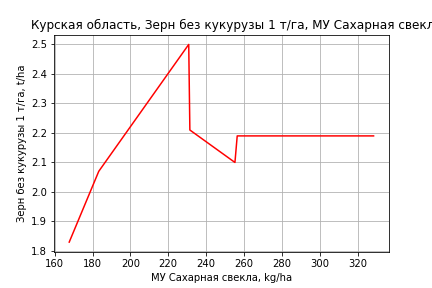 Курская область, Зерн без кукурузы 1 т/га, МУ Сахарная свекл
Зерн без кукурузы 1 т/га, t/ha
2.5
2.4
2.3
2.2
2.1
2.0
1.9
1.8
160 180 200 220 240 260 280 300 320
МУ Сахарная свекла, kg/ha